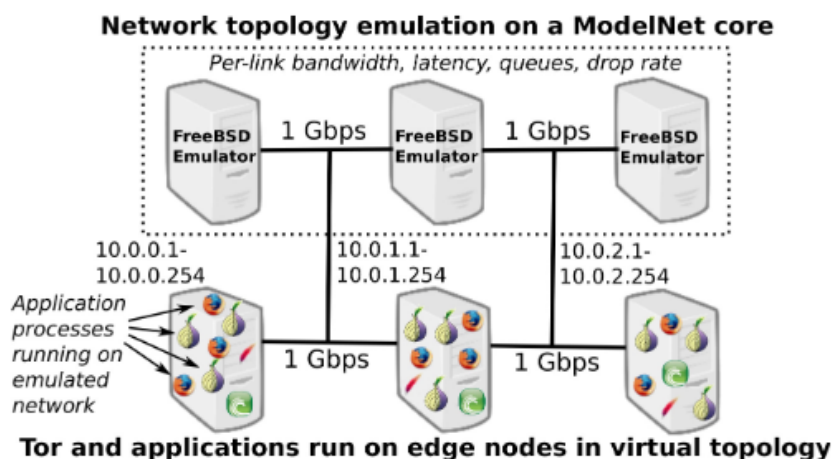 Network topology emulation on a ModelNet core
Per-link bandwidth, latency, queues, drop rate
FreeBSD
Emulator
1 Gbps
FreeBSD
Emulator
1 Gbps
FreeBSD
Emulator
10.0.0.1-
10.0.0.254
10.0.1.1-
10.0.1.254
10.0.2.1-
10.0.2.254
Application
processes
running on
emulated
network
1 Gbps
1 Gbps
Tor and applications run on edge nodes in virtual topology